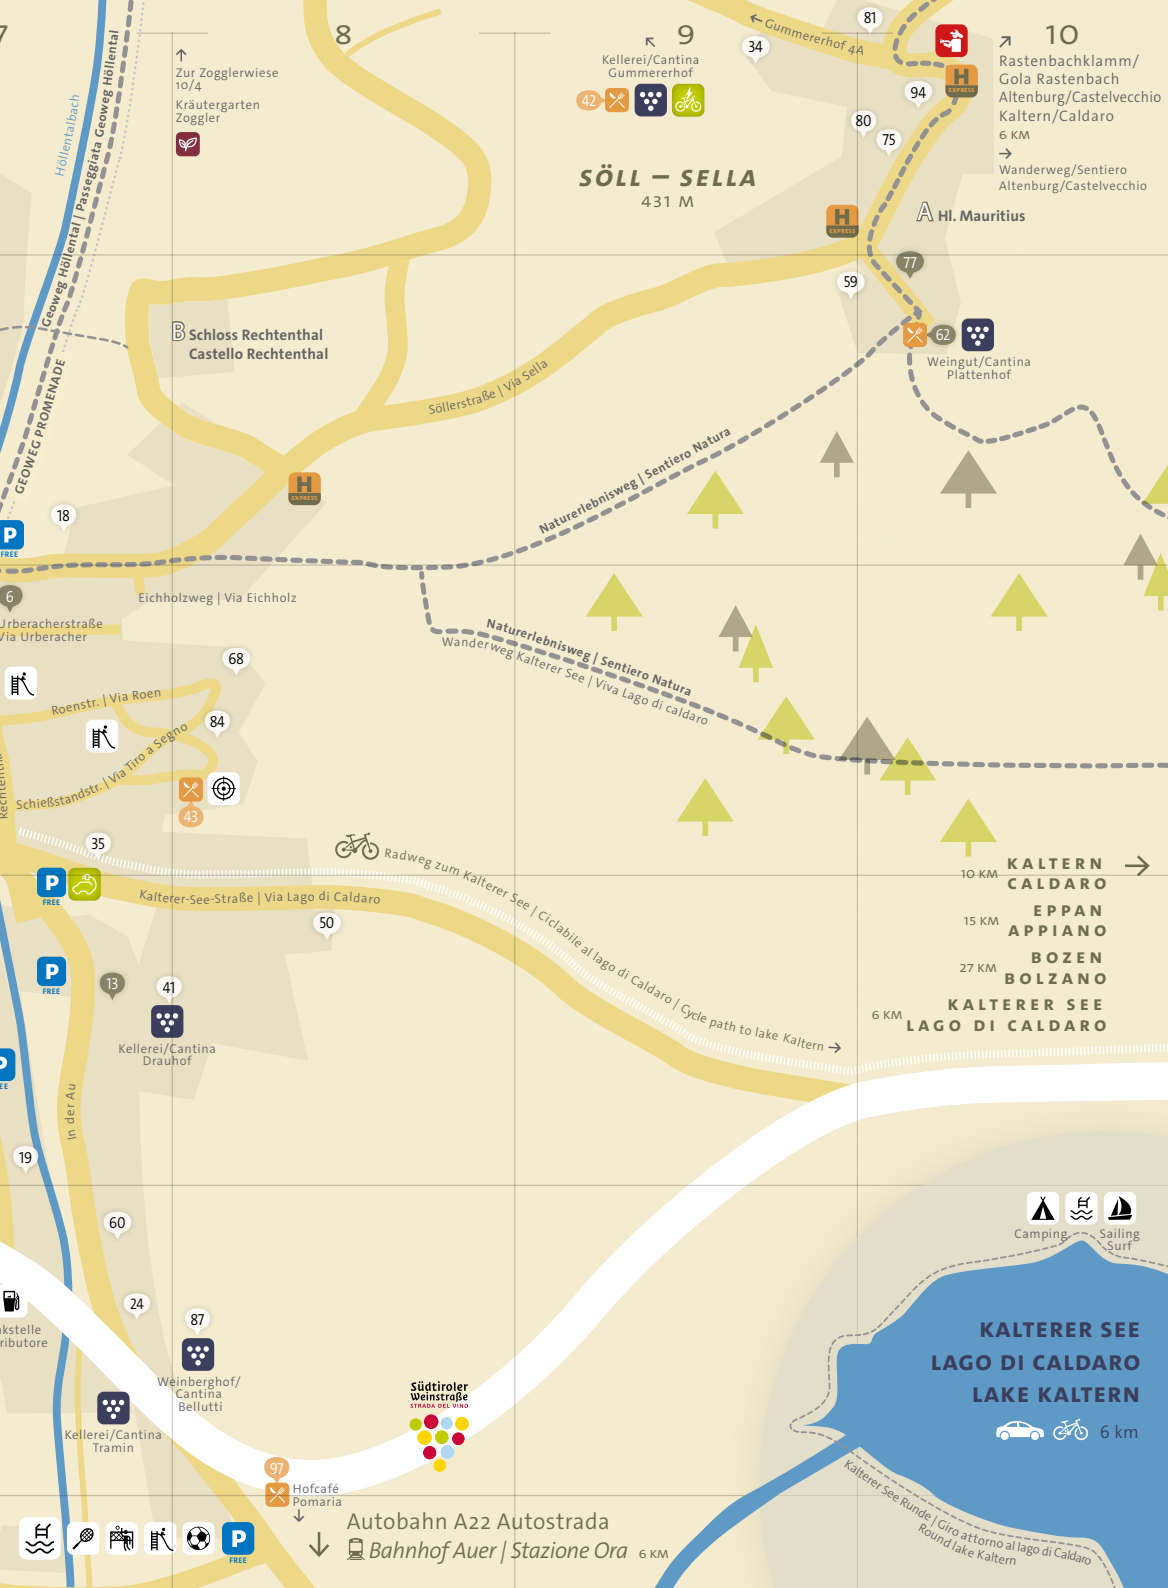 7
8
9
10
Zur Zogglerwiese
10/4
Kräutergarten
Zoggler
Höllentalbach
Geoweg Höllental | Passeggiata Geoweg Höllental
GEOWEG PROMENADE
Kellerei/Cantina
Gummererhof
42
34
81
← Gummererhof 4A
H
EXPRESS
94
80
75
Rastenbachklamm/
Gola Rastenbach
Altenburg/Castelvecchio
Kaltern/Caldaro
6 KM
Wanderweg/Sentiero
Altenburg/Castelvecchio
SÖLL – SELLA
431 M
A Hl. Mauritius
H
EXPRESS
77
59
62
Weingut/Cantina
Plattenhof
B Schloss Rechtenthal
Castello Rechtenthal
Söllerstraße | Via Sella
Naturerlebnisweg | Sentiero Natura
H
EXPRESS
18
P
FREE
6
Eichholzweg | Via Eichholz
Urberacherstraße
Via Urberacher
Naturerlebnisweg | Sentiero Natura
Wanderweg Kalterer See | Viva Lago di caldaro
68
Roenstr. | Via Roen
84
Schießstandstr. | Via Tiro a Segno
43
35
P
FREE
Radweg zum Kalterer See | Ciclabile al lago di Caldaro | Cycle path to lake Kaltern →
Kalterer-See-Straße | Via Lago di Caldaro
50
10 KM KALTERN
CALDARO
15 KM EPPAN
APPIANO
27 KM BOZEN
BOLZANO
6 KM KALTERER SEE
LAGO DI CALDARO
P
FREE
13
41
Kellerei/Cantina
Drauhof
In der Au
19
60
24
87
Weinberghof/
Cantina
Bellutti
Kellerei/Cantina
Tramin
Camping
Sailing
Surf
KALTERER SEE
LAGO DI CALDARO
LAKE KALTERN
6 km
Kalterer See Runde | Giro attorno al lago di Caldaro
Round lake Kaltern
Südtiroler
Weinstraße
STRADA DEL VINO
97
Hofcafé
Pomaria
P
FREE
Autobahn A22 Autostrada
Bahnhof Auer | Stazione Ora 6 KM